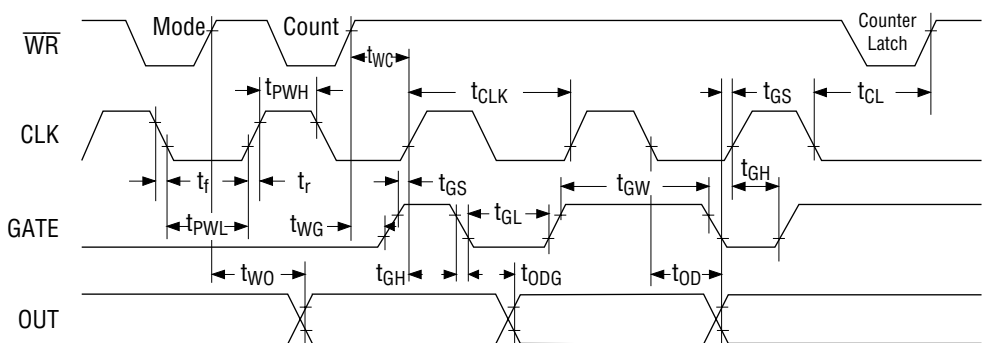 WR Mode Count Counter
Latch
tWC
tPWH tCLK tGS tCL
CLK
tf tr tGS tGW tGH
tPWL tWG tGL
GATE
tWO tGH tODG tOD
OUT